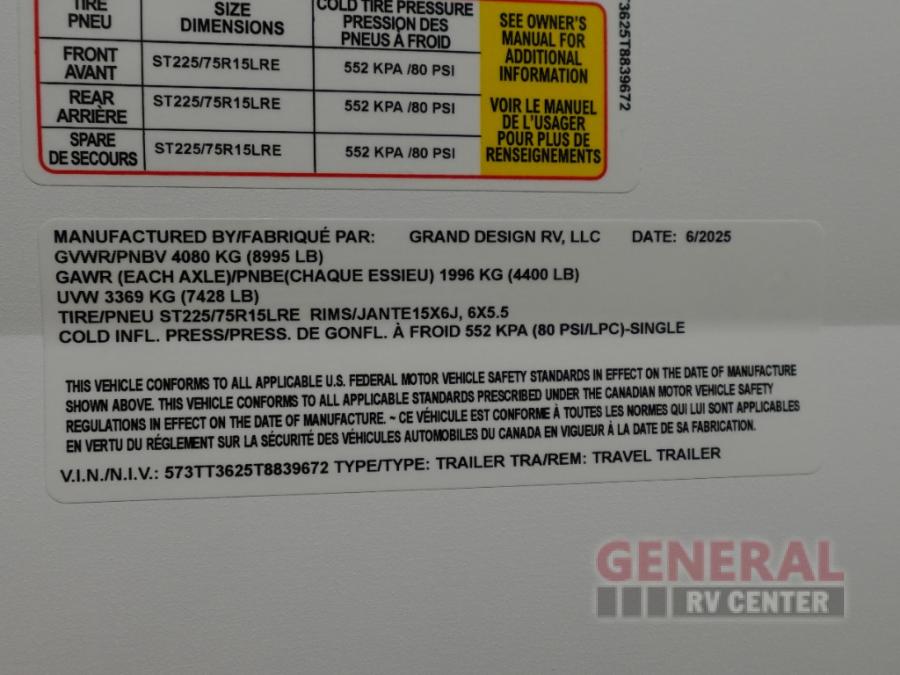 TIRE SIZE COLD TIRE PRESSURE
PNEU DIMENSIONS PRESSION DES
PNEUS À FROID
FRONT
AVANT ST225/75R15LRE 552 KPA /80 PSI
REAR
ARRIÈRE ST225/75R15LRE 552 KPA /80 PSI
SPARE
DE SECOURS ST225/75R15LRE 552 KPA /80 PSI
SEE OWNER'S
MANUAL FOR
ADDITIONAL
INFORMATION
VOIR LE MANUEL
DE L'USAGER
POUR PLUS DE
RENSEIGNEMENTS
T3625T8839672
MANUFACTURED BY/FABRIQUÉ PAR: GRAND DESIGN RV, LLC DATE: 6/2025
GVWR/PNBV 4080 KG (8995 LB)
GAWR (EACH AXLE)/PNBE(CHAQUE ESSIEU) 1996 KG (4400 LB)
UVW 3369 KG (7428 LB)
TIRE/PNEU ST225/75R15LRE RIMS/JANTE15X6J, 6X5.5
COLD INFL. PRESS/PRESS. DE GONFL. À FROID 552 KPA (80 PSI/LPC)-SINGLE
THIS VEHICLE CONFORMS TO ALL APPLICABLE U.S. FEDERAL MOTOR VEHICLE SAFETY STANDARDS IN EFFECT ON THE DATE OF MANUFACTURE
SHOWN ABOVE. THIS VEHICLE CONFORMS TO ALL APPLICABLE STANDARDS PRESCRIBED UNDER THE CANADIAN MOTOR VEHICLE SAFETY
REGULATIONS IN EFFECT ON THE DATE OF MANUFACTURE. ~ CE VÉHICULE EST CONFORME À TOUTES LES NORMES QUI LUI SONT APPLICABLES
EN VERTU DU RÉGLEMENT SUR LA SÉCURITÉ DES VÉHICULES AUTOMOBILES DU CANADA EN VIGUEUR À LA DATE DE SA FABRICATION.
V.I.N./N.I.V.: 573TT3625T8839672 TYPE/TYPE: TRAILER TRA/REM: TRAVEL TRAILER
GENERAL
RV CENTER